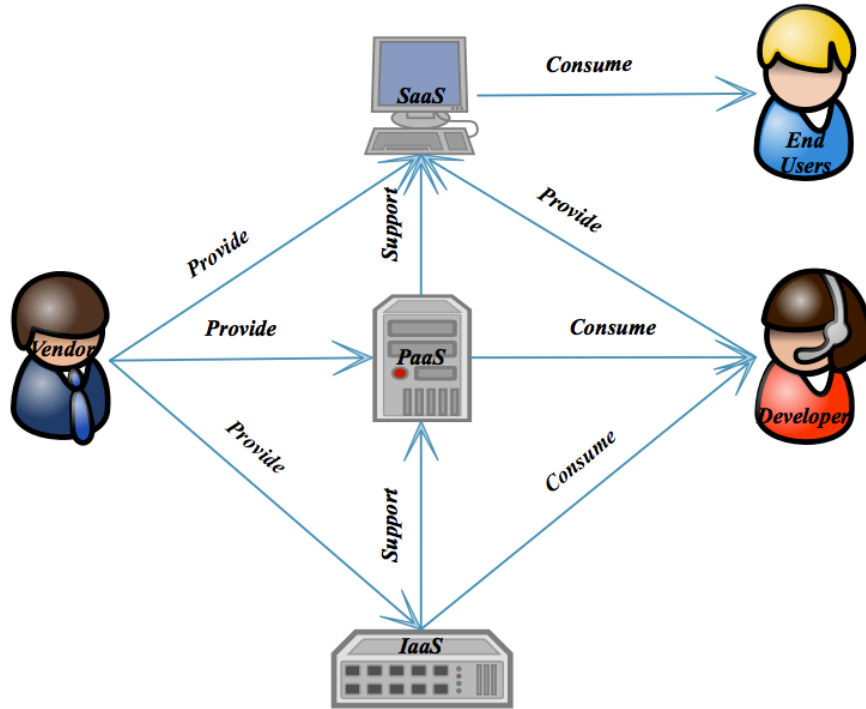 Consume
SaaS
End
Users
Support
Provide
Provide
Provide
Consume
Vendor
PaaS
Developer
Provide
Consume
Support
IaaS